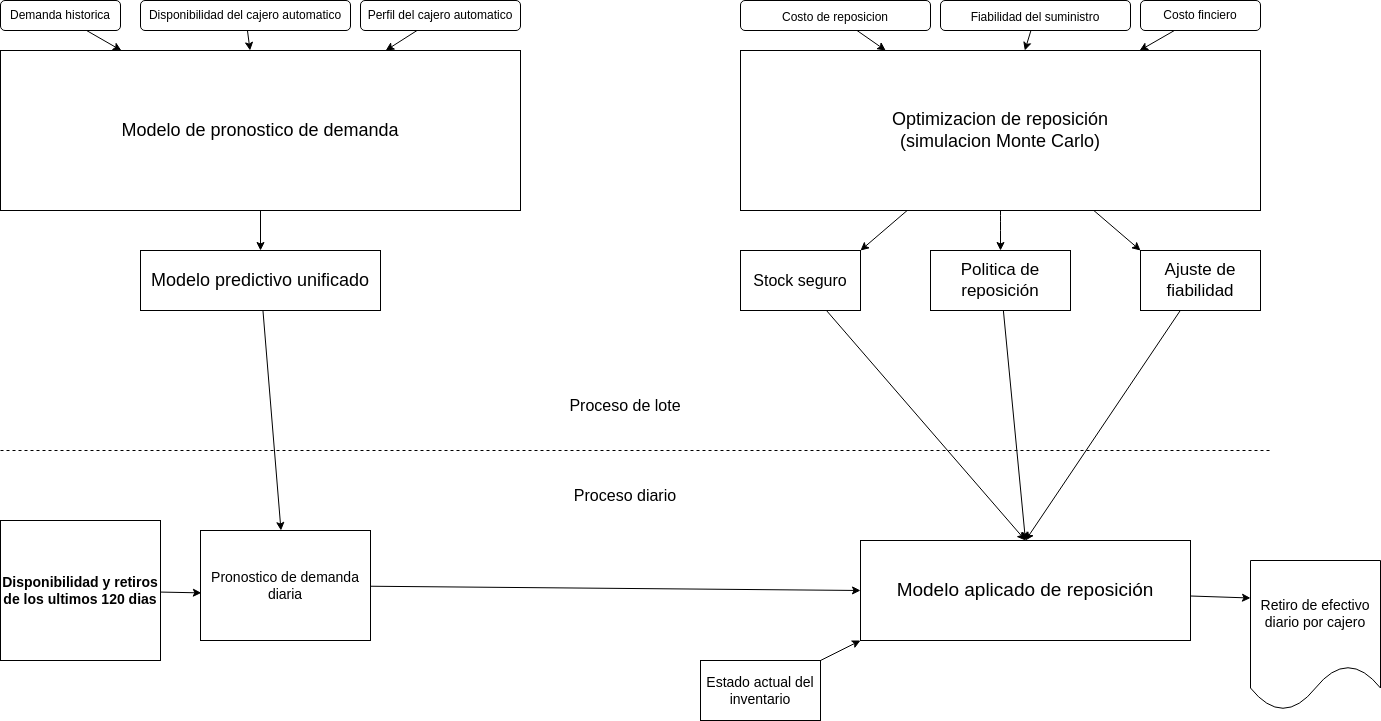 Demanda historica
Disponibilidad del cajero automatico
Perfil del cajero automatico
Costo de reposicion
Fiabilidad del suministro
Costo finciero
Modelo de pronostico de demanda
Optimizacion de reposición
(simulacion Monte Carlo)
Modelo predictivo unificado
Stock seguro
Politica de
reposición
Ajuste de
fiabilidad
Proceso de lote
Proceso diario
Disponibilidad y retiros
de los ultimos 120 dias
Pronostico de demanda
diaria
Modelo aplicado de reposición
Retiro de efectivo
diario por cajero
Estado actual del
inventario